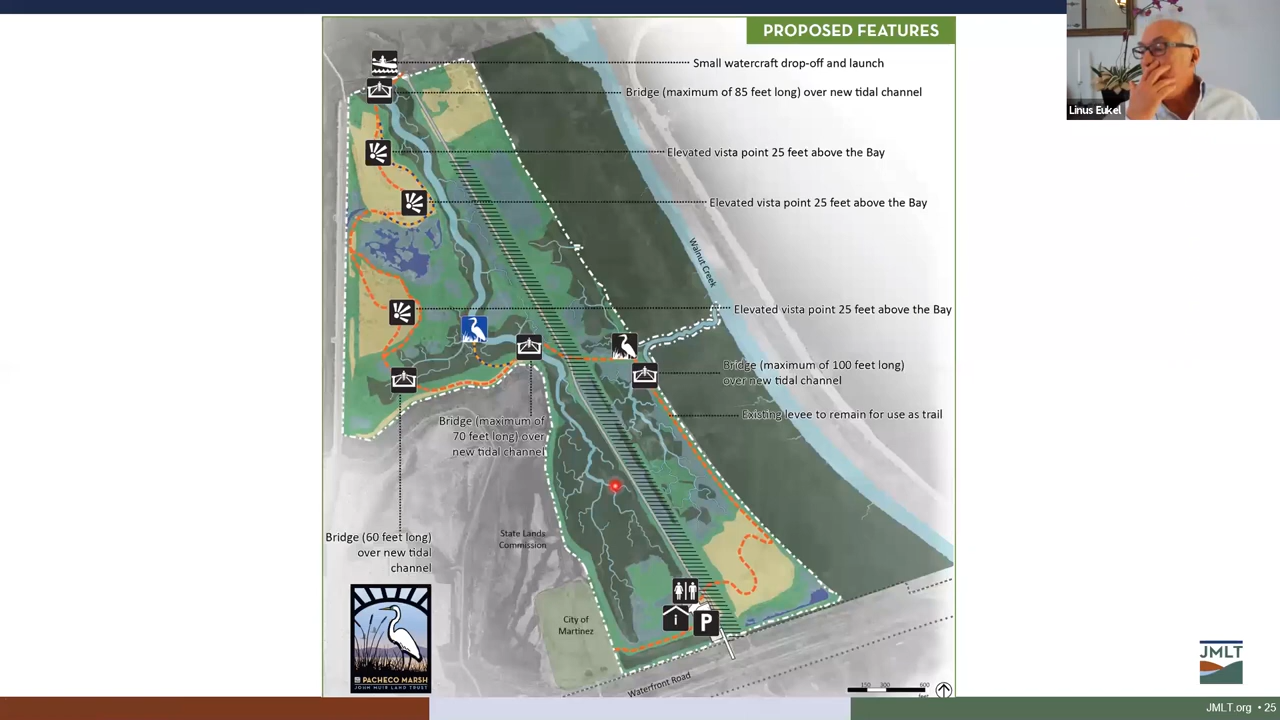 PROPOSED FEATURES
Linus Eukel
Small watercraft drop-off and launch
Bridge (maximum of 85 feet long) over new tidal channel
Elevated vista point 25 feet above the Bay
Elevated vista point 25 feet above the Bay
Walnut Creek
Elevated vista point 25 feet above the Bay
Bridge (maximum of 100 feet long)
over new tidal channel
Existing levee to remain for use as trail
Bridge (maximum of
70 feet long) over
new tidal channel
Bridge (60 feet long)
over new tidal
channel
State Lands
Commission
City of
Martinez
i
P
Waterfront Road
150 300 600
feet
PACHECO MARSH
JOHN MUIR LAND TRUST
JMLT
JMLT.org • 25